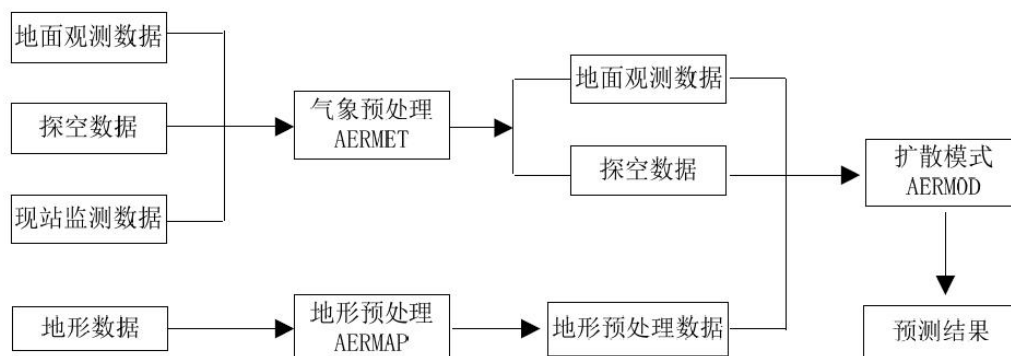 地面观测数据
探空数据
现站监测数据
地形数据
气象预处理
AERMET
地形预处理
AERMAP
地面观测数据
探空数据
地形预处理数据
扩散模式
AERMOD
预测结果